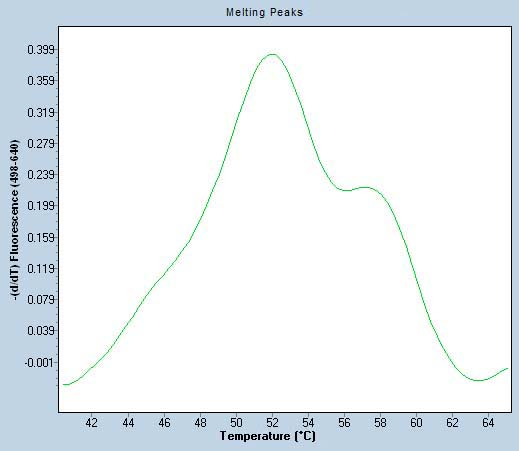 Melting Peaks
-(d/dT) Fluorescence (498-640)
0.399
0.359
0.319
0.279
0.239
0.199
0.159
0.119
0.079
0.039
-0.001
42 44 46 48 50 52 54 56 58 60 62 64
Temperature (°C)